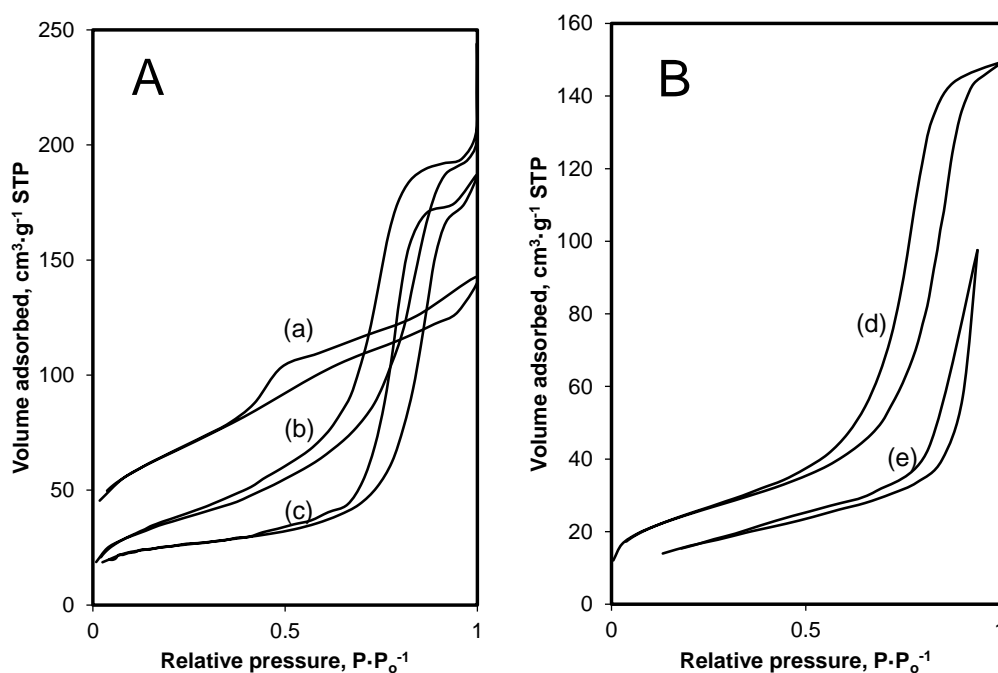 A
250
200
150
100
50
0
Volume adsorbed, cm³·g⁻¹ STP
(a)
(b)
(c)
0
0.5
1
Relative pressure, P·Pₒ⁻¹
B
160
140
120
100
80
60
40
20
0
Volume adsorbed, cm³·g⁻¹ STP
(d)
(e)
0
0.5
1
Relative pressure, P·Pₒ⁻¹